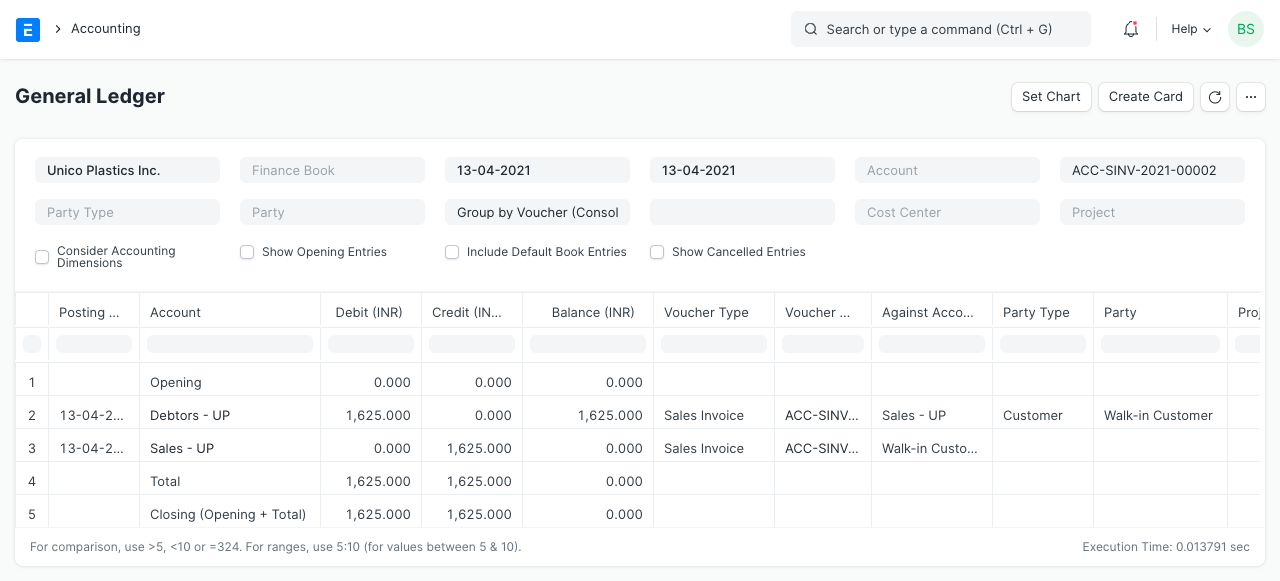 E > Accounting Search or type a command (Ctrl + G) Help BS
General Ledger Set Chart Create Card ...
Unico Plastics Inc. Finance Book 13-04-2021 13-04-2021 Account ACC-SINV-2021-00002
Party Type Party Group by Voucher (Consol Cost Center Project
Consider Accounting Dimensions Show Opening Entries Include Default Book Entries Show Cancelled Entries
Posting ... Account Debit (INR) Credit (IN... Balance (INR) Voucher Type Voucher ... Against Acco... Party Type Party Proj
1 Opening 0.000 0.000 0.000
2 13-04-2... Debtors - UP 1,625.000 0.000 1,625.000 Sales Invoice ACC-SINV... Sales - UP Customer Walk-in Customer
3 13-04-2... Sales - UP 0.000 1,625.000 0.000 Sales Invoice ACC-SINV... Walk-in Custo...
4 Total 1,625.000 1,625.000 0.000
5 Closing (Opening + Total) 1,625.000 1,625.000 0.000
For comparison, use >5, <10 or =324. For ranges, use 5:10 (for values between 5 & 10). Execution Time: 0.013791 sec